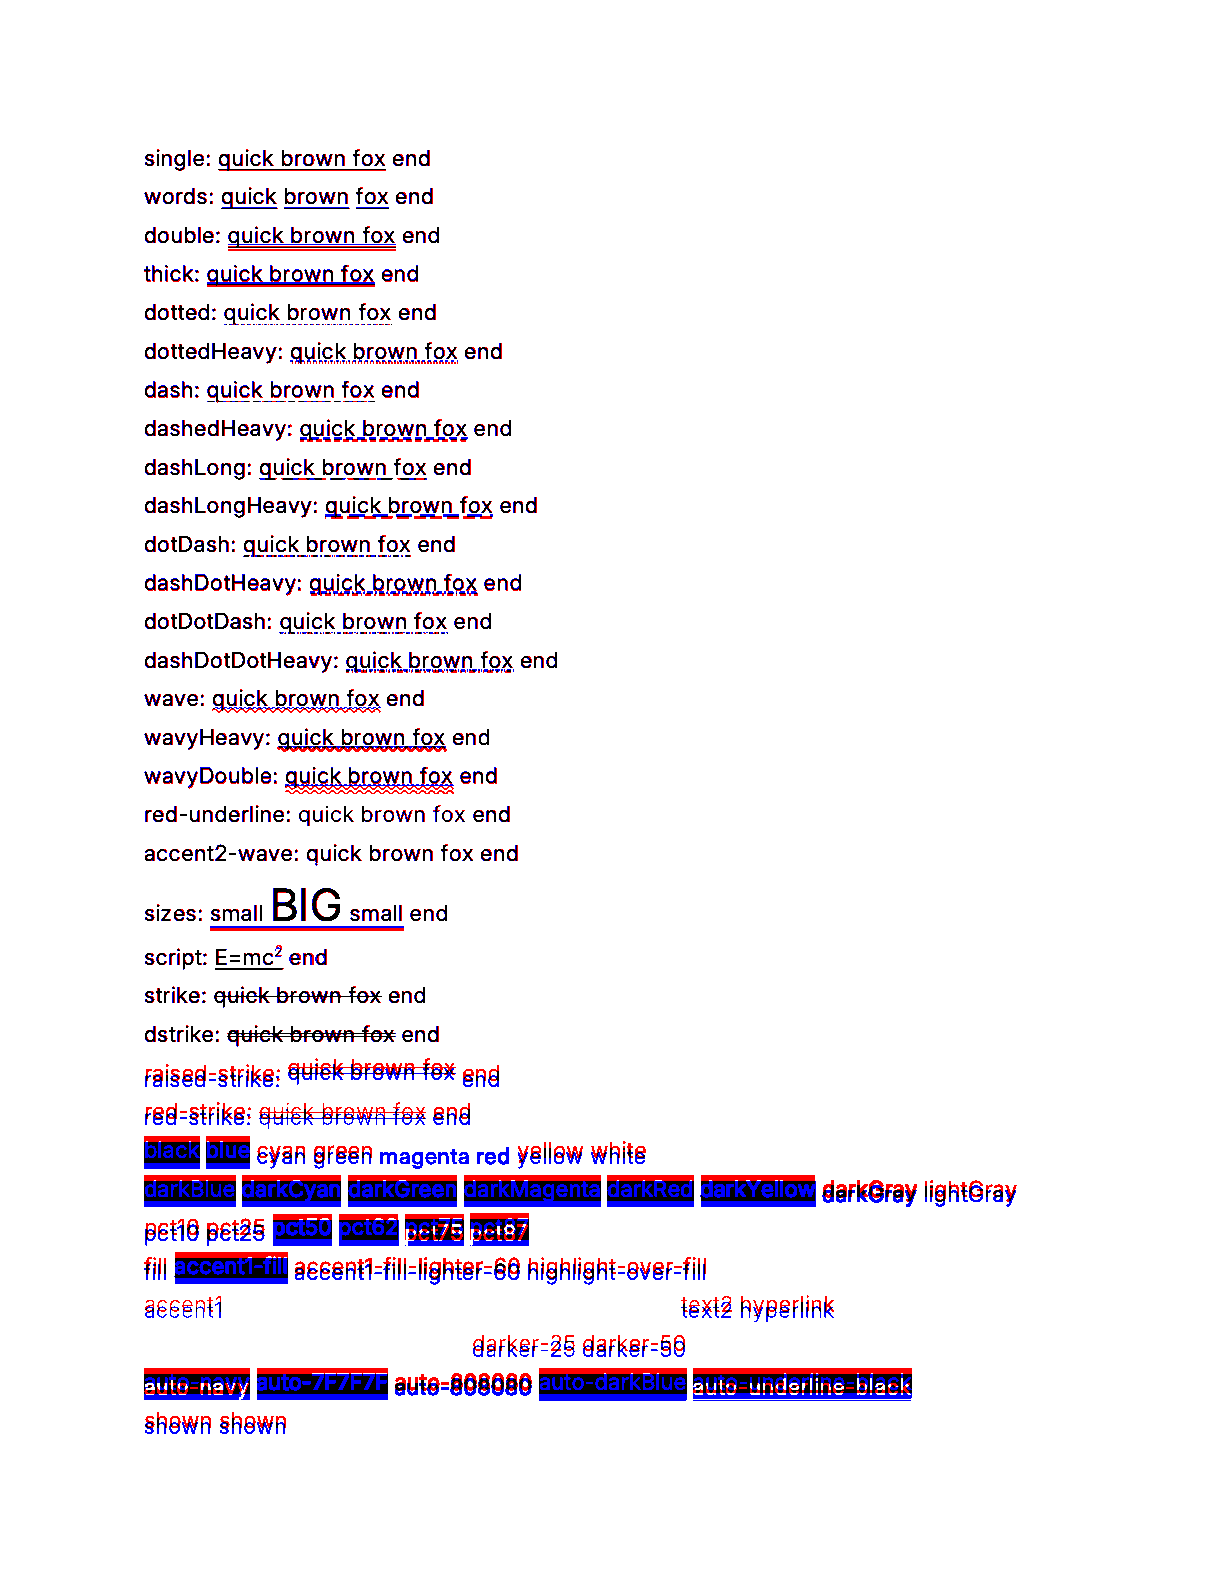 single: quick brown fox end
words: quick brown fox end
double: quick brown fox end
thick: quick brown fox end
dotted: quick brown fox end
dottedHeavy: quick brown fox end
dash: quick brown fox end
dashedHeavy: quick brown fox end
dashLong: quick brown fox end
dashLongHeavy: quick brown fox end
dotDash: quick brown fox end
dashDotHeavy: quick brown fox end
dotDotDash: quick brown fox end
dashDotDotHeavy: quick brown fox end
wave: quick brown fox end
wavyHeavy: quick brown fox end
wavyDouble: quick brown fox end
red-underline: quick brown fox end
accent2-wave: quick brown fox end
sizes: small BIG small end
script: E=mc² end
strike: quick brown fox end
dstrike: quick brown fox end
raised-strike: quick brown fox end
red-strike: quick brown fox end
black blue cyan green magenta red yellow white
darkBlue darkCyan darkGreen darkMagenta darkRed darkYellow darkGray lightGray
pct10 pct25 pct50 pct62 pct75 pct87
fill accent1-fill accent1-fill-lighter-60 highlight-over-fill
accent1 text2 hyperlink
darker-25 darker-50
auto-navy auto-7F7F7F auto-808080 auto-darkBlue auto-underline-black
shown shown